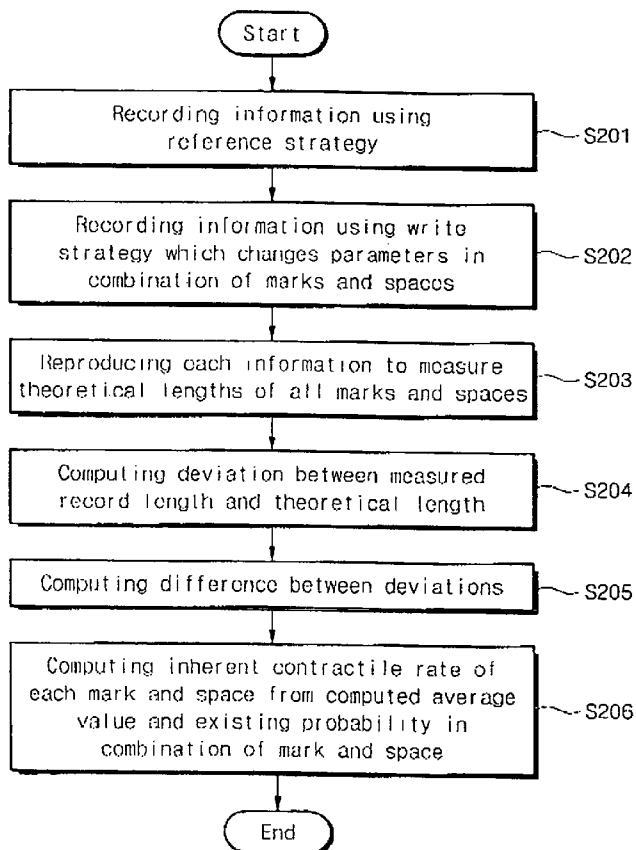 Start
Recording information using
reference strategy
S201
Recording information using write
strategy which changes parameters in
combination of marks and spaces
S202
Reproducing each information to measure
theoretical lengths of all marks and spaces
S203
Computing deviation between measured
record length and theoretical length
S204
Computing difference between deviations
S205
Computing inherent contractile rate of
each mark and space from computed average
value and existing probability in
combination of mark and space
S206
End